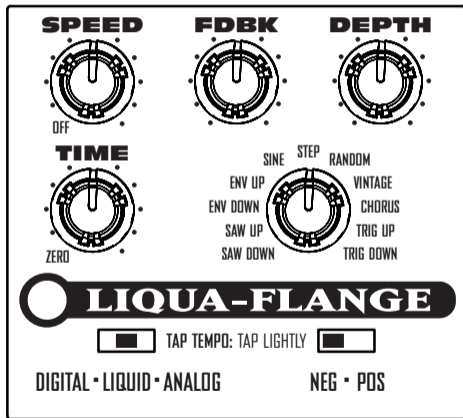 SPEED FDBK DEPTH
OFF
TIME
STEP
SINE RANDOM
ENV UP VINTAGE
ENV DOWN CHORUS
SAW UP TRIG UP
ZERO SAW DOWN TRIG DOWN
LIQUA-FLANGE
TAP TEMPO: TAP LIGHTLY
DIGITAL · LIQUID · ANALOG NEG · POS